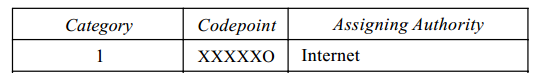 Category Codepoint Assigning Authority
1 XXXXXO Internet